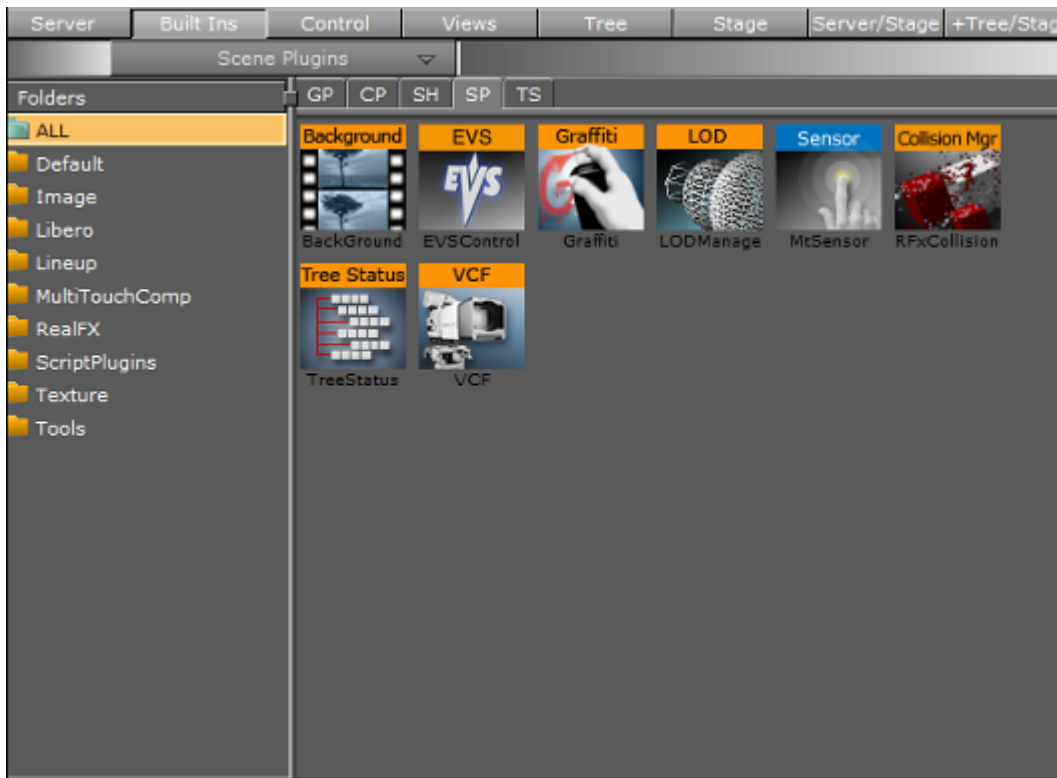 Server Built Ins Control Views Tree Stage Server/Stage +Tree/Stag
Scene Plugins
Folders
GP CP SH SP TS
ALL
Default
Image
Libero
Lineup
MultiTouchComp
RealFX
ScriptPlugins
Texture
Tools
Background EVS Graffiti LOD Sensor Collision Mgr
EVS G
BackGround EVSControl Graffiti LODManage MtSensor RFxCollision
Tree Status VCF
TreeStatus VCF